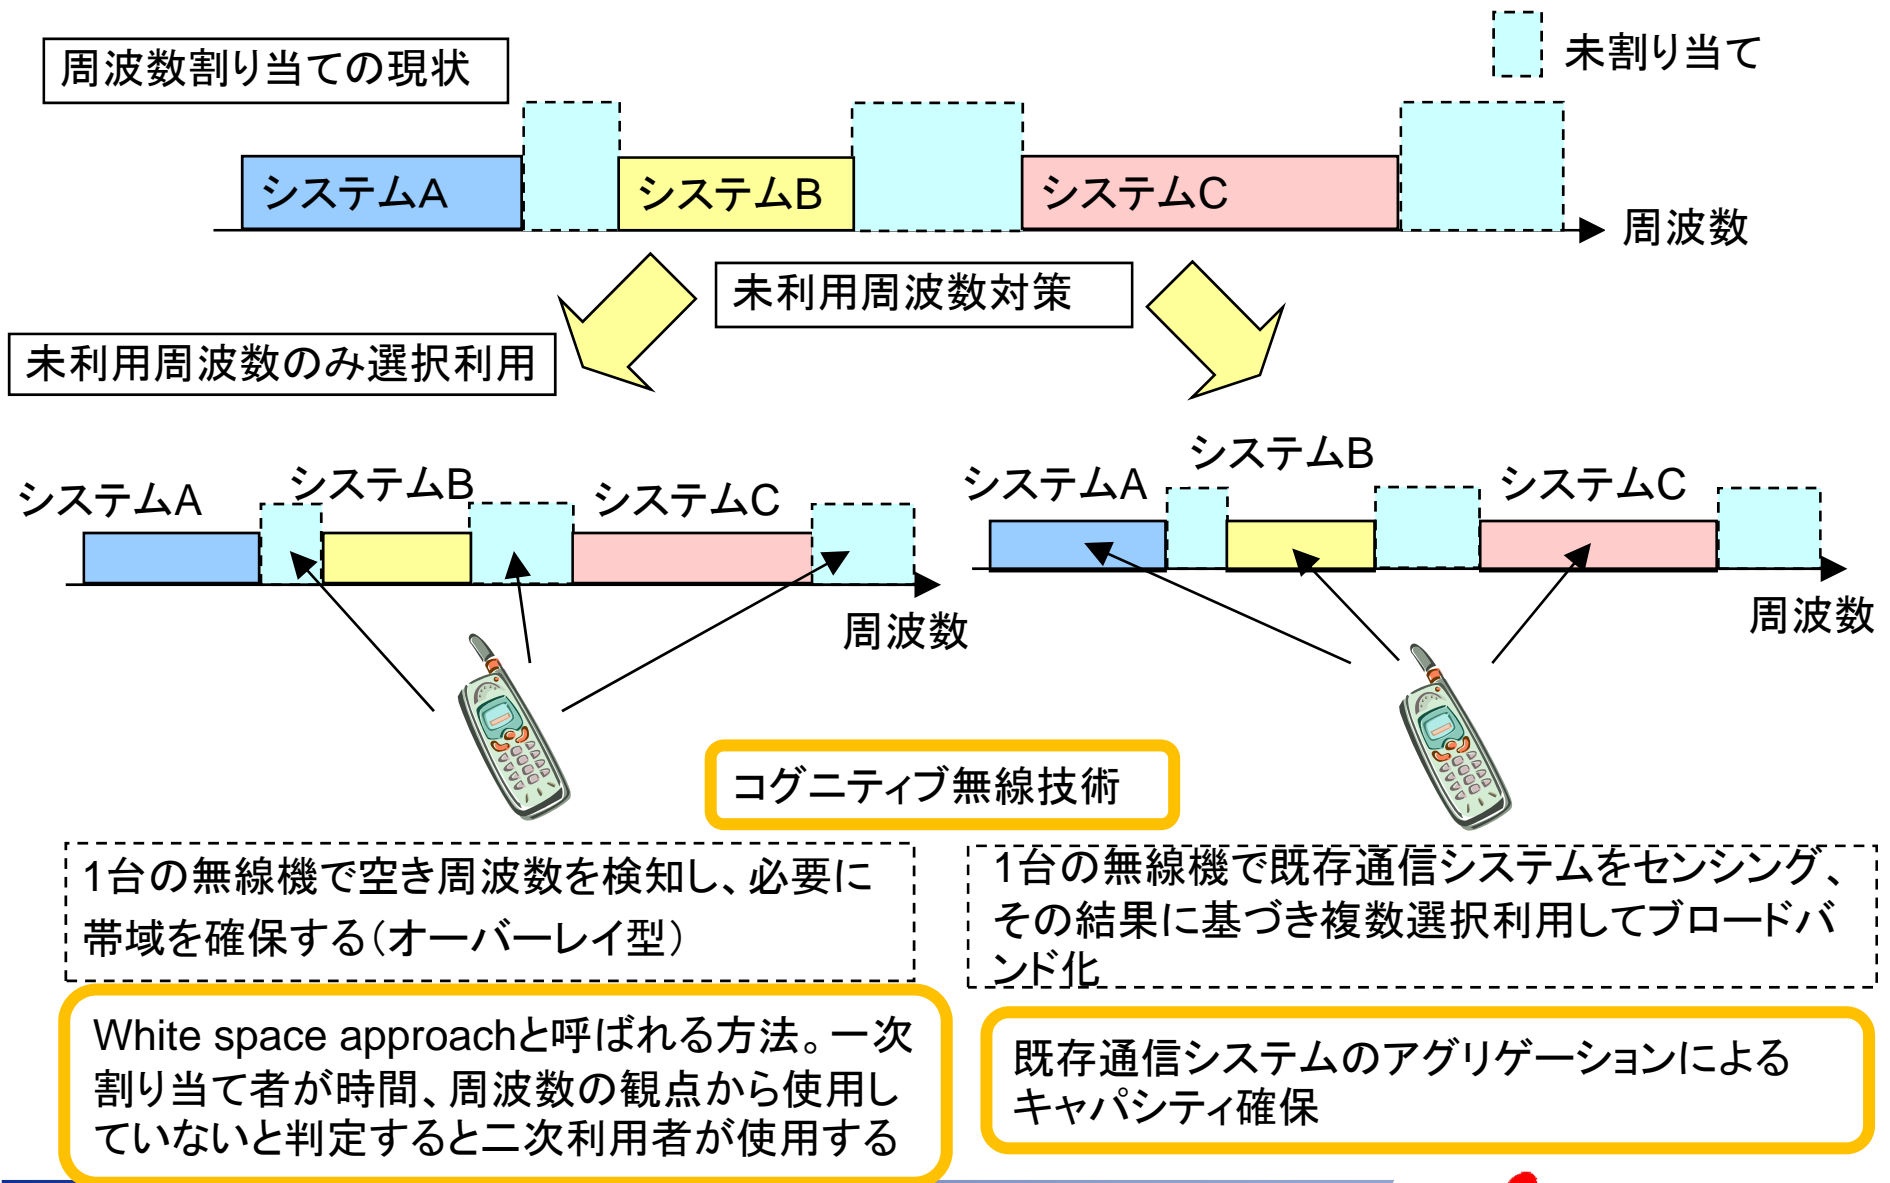 周波数割り当ての現状
未割り当て
システムA
システムB
システムC
周波数
未利用周波数対策
未利用周波数のみ選択利用
システムA
システムB
システムC
周波数
システムA
システムB
システムC
周波数
コグニティブ無線技術
1台の無線機で空き周波数を検知し、必要に
帯域を確保する（オーバーレイ型）
1台の無線機で既存通信システムをセンシング、
その結果に基づき複数選択利用してブロードバ
ンド化
White space approachと呼ばれる方法。一次
割り当て者が時間、周波数の観点から使用し
ていないと判定すると二次利用者が使用する
既存通信システムのアグリゲーションによる
キャパシティ確保